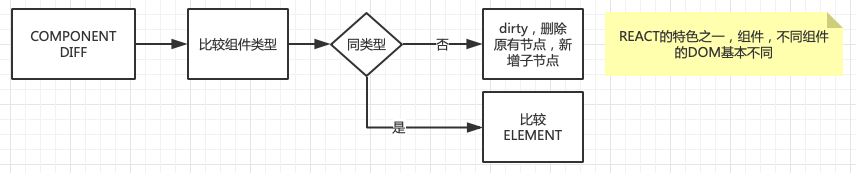 COMPONENT
DIFF
比较组件类型
同类型
否
dirty，删除
原有节点，新
增子节点
REACT的特色之一，组件，不同组件
的DOM基本不同
是
比较
ELEMENT